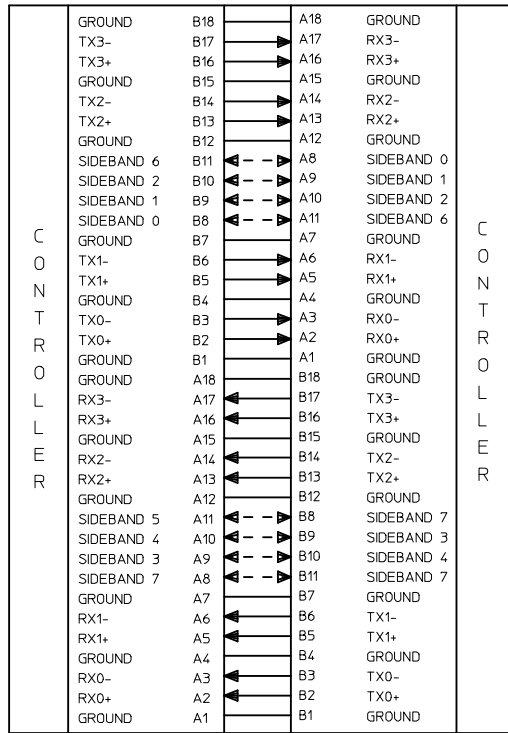 GROUND B18 A18 GROUND
TX3- B17 A17 RX3-
TX3+ B16 A16 RX3+
GROUND B15 A15 GROUND
TX2- B14 A14 RX2-
TX2+ B13 A13 RX2+
GROUND B12 A12 GROUND
SIDEBAND 6 B11 A8 SIDEBAND 0
SIDEBAND 2 B10 A9 SIDEBAND 1
SIDEBAND 1 B9 A10 SIDEBAND 2
SIDEBAND 0 B8 A11 SIDEBAND 6
GROUND B7 A7 GROUND
TX1- B6 A6 RX1-
TX1+ B5 A5 RX1+
GROUND B4 A4 GROUND
TX0- B3 A3 RX0-
TX0+ B2 A2 RX0+
GROUND B1 A1 GROUND
GROUND A18 B18 GROUND
RX3- A17 B17 TX3-
RX3+ A16 B16 TX3+
GROUND A15 B15 GROUND
RX2- A14 B14 TX2-
RX2+ A13 B13 TX2+
GROUND A12 B12 GROUND
SIDEBAND 5 A11 B8 SIDEBAND 7
SIDEBAND 4 A10 B9 SIDEBAND 3
SIDEBAND 3 A9 B10 SIDEBAND 4
SIDEBAND 7 A8 B11 SIDEBAND 7
GROUND A7 B7 GROUND
RX1- A6 B6 TX1-
RX1+ A5 B5 TX1+
GROUND A4 B4 GROUND
RX0- A3 B3 TX0-
RX0+ A2 B2 TX0+
GROUND A1 B1 GROUND
CONTROLLER
CONTROLLER